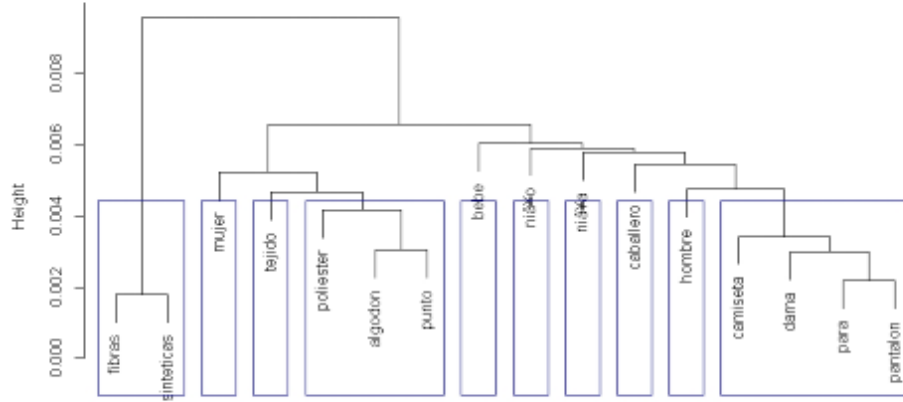 Height
0.008
0.006
0.004
0.002
0.000
fibras
sinteticas
mujer
tejido
poliester
algodon
punto
bebe
caballero
hombre
camiseta
dama
para
pantalon